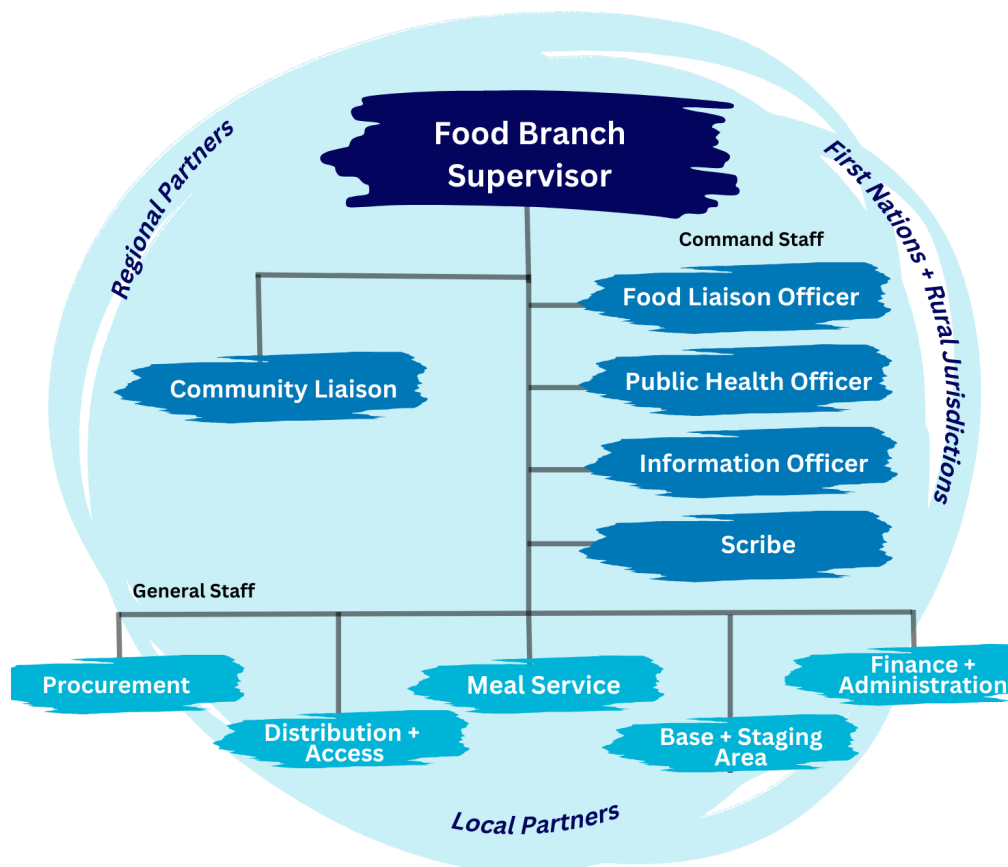 Food Branch
Supervisor
Regional Partners
First Nations + Rural Jurisdictions
Command Staff
Food Liaison Officer
Community Liaison
Public Health Officer
Information Officer
Scribe
General Staff
Procurement
Distribution +
Access
Meal Service
Base + Staging
Area
Finance +
Administration
Local Partners